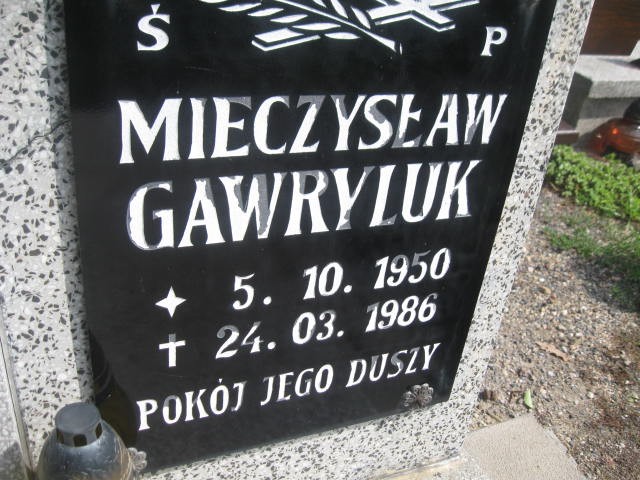 Ś P
MIECZYSŁAW
GAWRYLUK
5. 10. 1950
24. 03. 1986
POKÓJ JEGO DUSZY